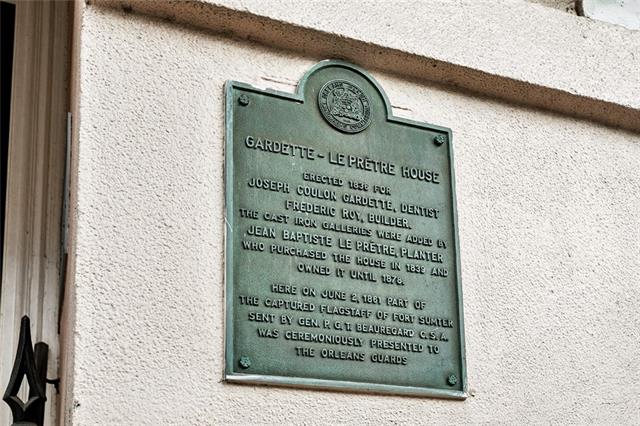 GARDETTE - LE PRÊTRE HOUSE
ERECTED 1836 FOR
JOSEPH COULON GARDETTE, DENTIST
FREDERIC ROY, BUILDER.
THE CAST IRON GALLERIES WERE ADDED BY
JEAN BAPTISTE LE PRÊTRE, PLANTER
WHO PURCHASED THE HOUSE IN 1839 AND
OWNED IT UNTIL 1878.
HERE ON JUNE 2, 1861 PART OF
THE CAPTURED FLAGSTAFF OF FORT SUMTER
SENT BY GEN. P. G. T. BEAUREGARD C. S. A.
WAS CEREMONIOUSLY PRESENTED TO
THE ORLEANS GUARDS